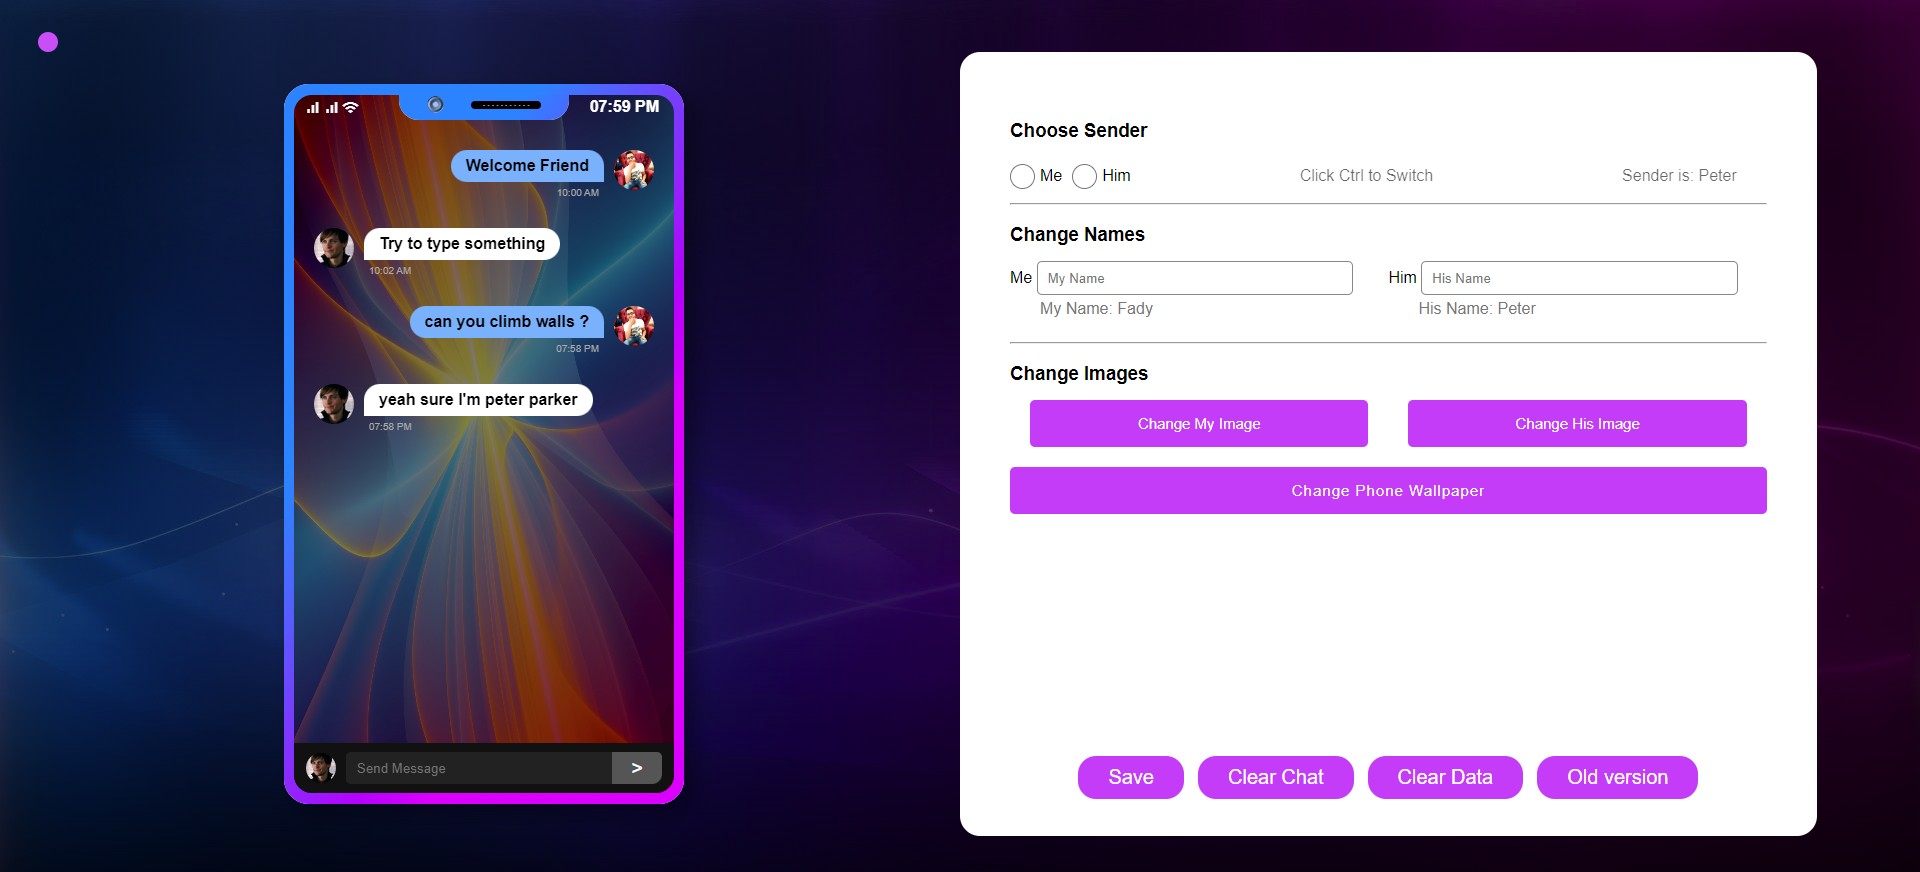 07:59 PM
Welcome Friend
10:00 AM
Try to type something
10:02 AM
can you climb walls ?
07:58 PM
yeah sure I'm peter parker
07:58 PM
Send Message
>
Choose Sender
Me Him Click Ctrl to Switch Sender is: Peter
Change Names
Me My Name Him His Name
My Name: Fady His Name: Peter
Change Images
Change My Image Change His Image
Change Phone Wallpaper
Save Clear Chat Clear Data Old version